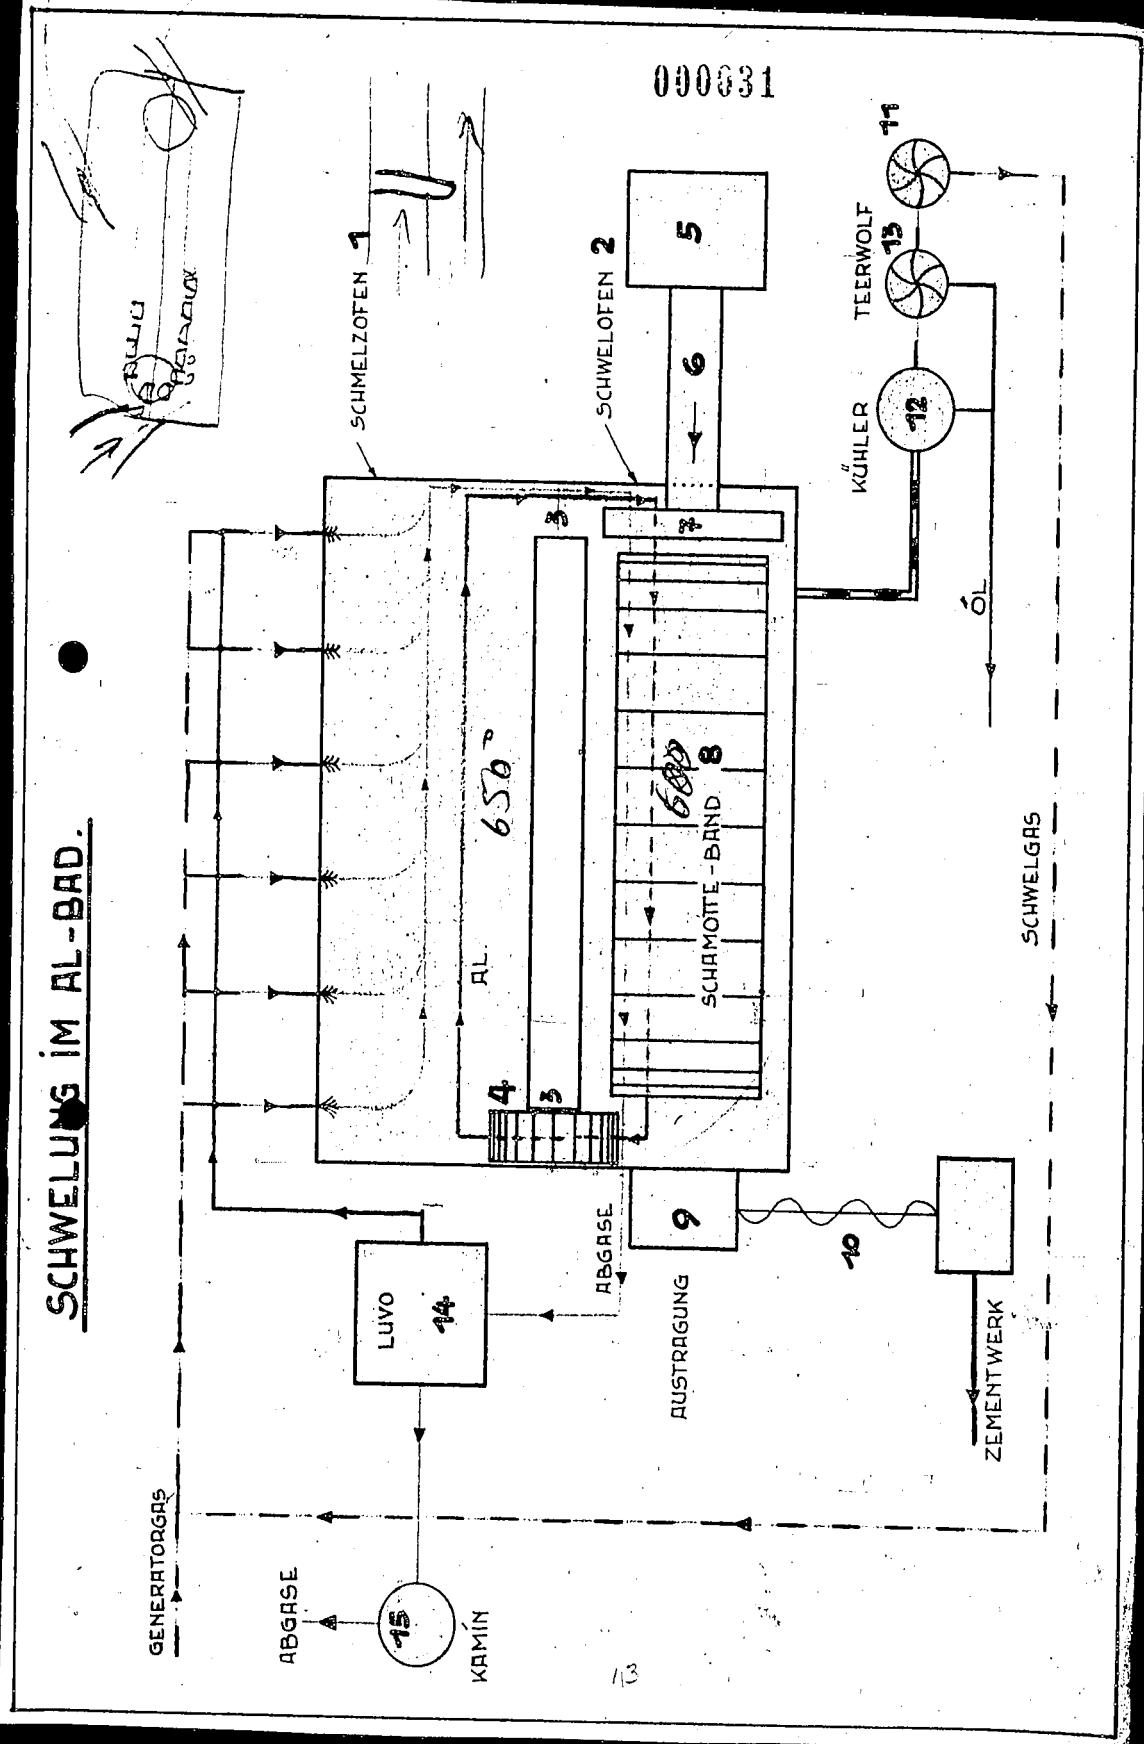 000031
SCHWELUNG IM AL-BAD.
SCHMELZOFEN 1
SCHWELOFEN 2
5
6
7
TEERWOLF
11
13
KÜHLER
12
ÖL
SCHWELGAS
3
650°
AL.
600
SCHAMOTTE-BAND 8
4
3
GENERATORGAS
LUVO
14
ABGASE
AUSTRAGUNG
9
10
ZEMENTWERK
ABGASE
15
KAMIN